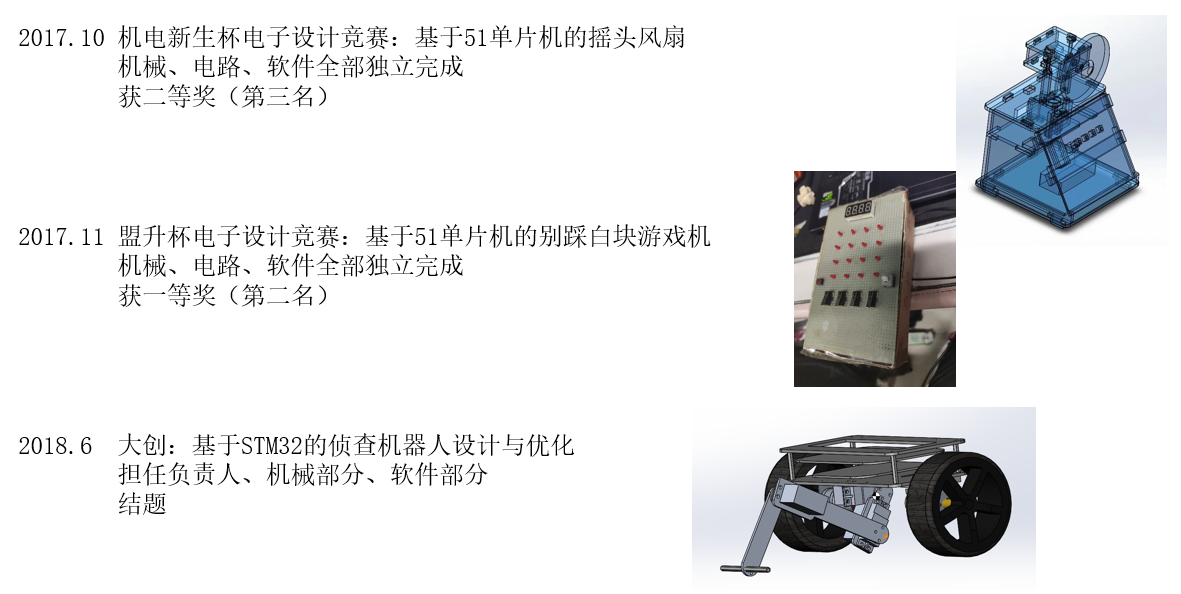 2017.10 机电新生杯电子设计竞赛：基于51单片机的摇头风扇
机械、电路、软件全部独立完成
获二等奖（第三名）
2017.11 盟升杯电子设计竞赛：基于51单片机的别踩白块游戏机
机械、电路、软件全部独立完成
获一等奖（第二名）
2018.6 大创：基于STM32的侦查机器人设计与优化
担任负责人、机械部分、软件部分
结题